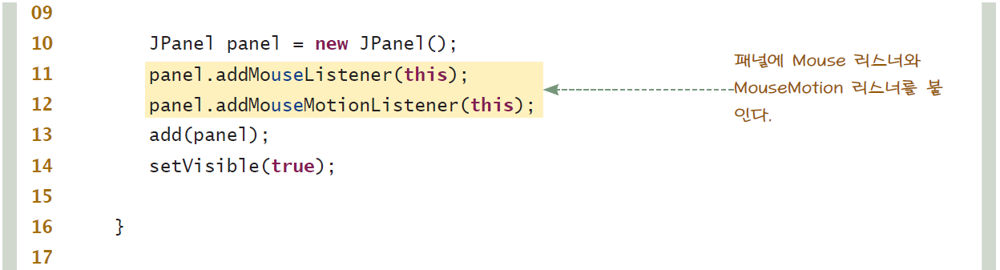 09
10 JPanel panel = new JPanel();
11 panel.addMouseListener(this);
12 panel.addMouseMotionListener(this);
13 add(panel);
14 setVisible(true);
15
16 }
17
패널에 Mouse 리스너와
MouseMotion 리스너를 붙
인다.